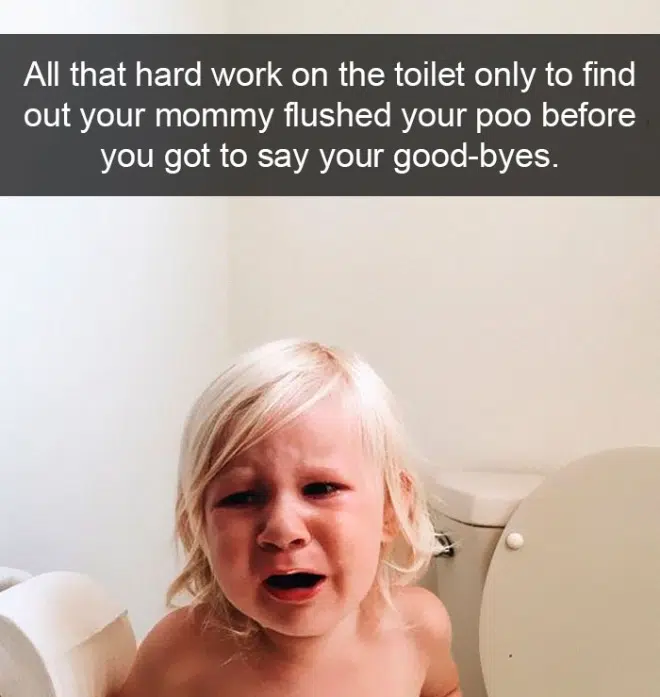 All that hard work on the toilet only to find
out your mommy flushed your poo before
you got to say your good-byes.